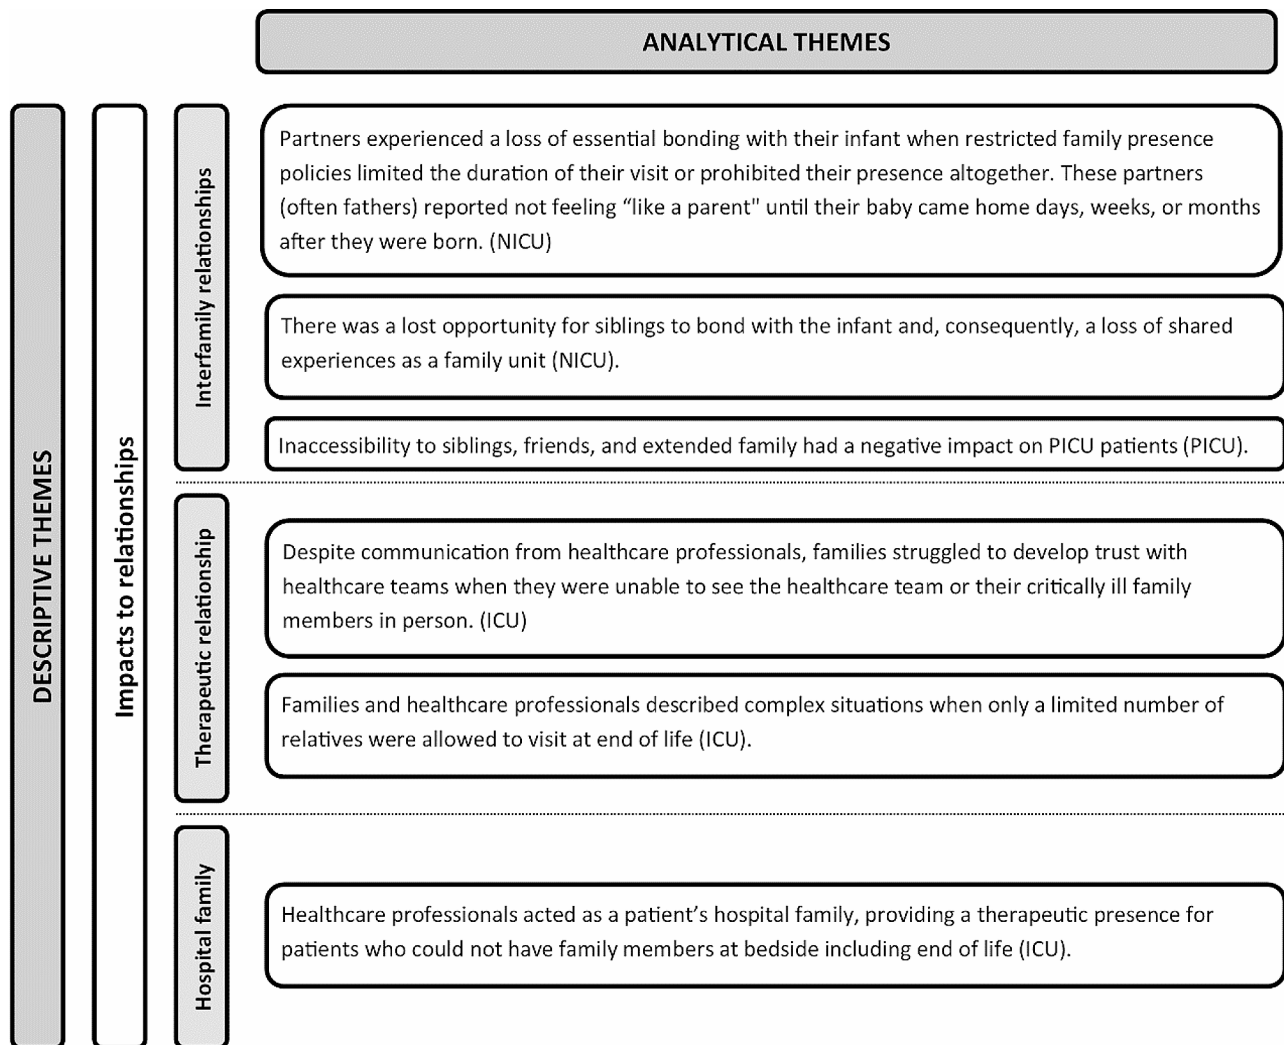 ANALYTICAL THEMES
DESCRIPTIVE THEMES
Impacts to relationships
Interfamily relationships
Partners experienced a loss of essential bonding with their infant when restricted family presence
policies limited the duration of their visit or prohibited their presence altogether. These partners
(often fathers) reported not feeling “like a parent" until their baby came home days, weeks, or months
after they were born. (NICU)
There was a lost opportunity for siblings to bond with the infant and, consequently, a loss of shared
experiences as a family unit (NICU).
Inaccessibility to siblings, friends, and extended family had a negative impact on PICU patients (PICU).
Therapeutic relationship
Despite communication from healthcare professionals, families struggled to develop trust with
healthcare teams when they were unable to see the healthcare team or their critically ill family
members in person. (ICU)
Families and healthcare professionals described complex situations when only a limited number of
relatives were allowed to visit at end of life (ICU).
Hospital family
Healthcare professionals acted as a patient’s hospital family, providing a therapeutic presence for
patients who could not have family members at bedside including end of life (ICU).